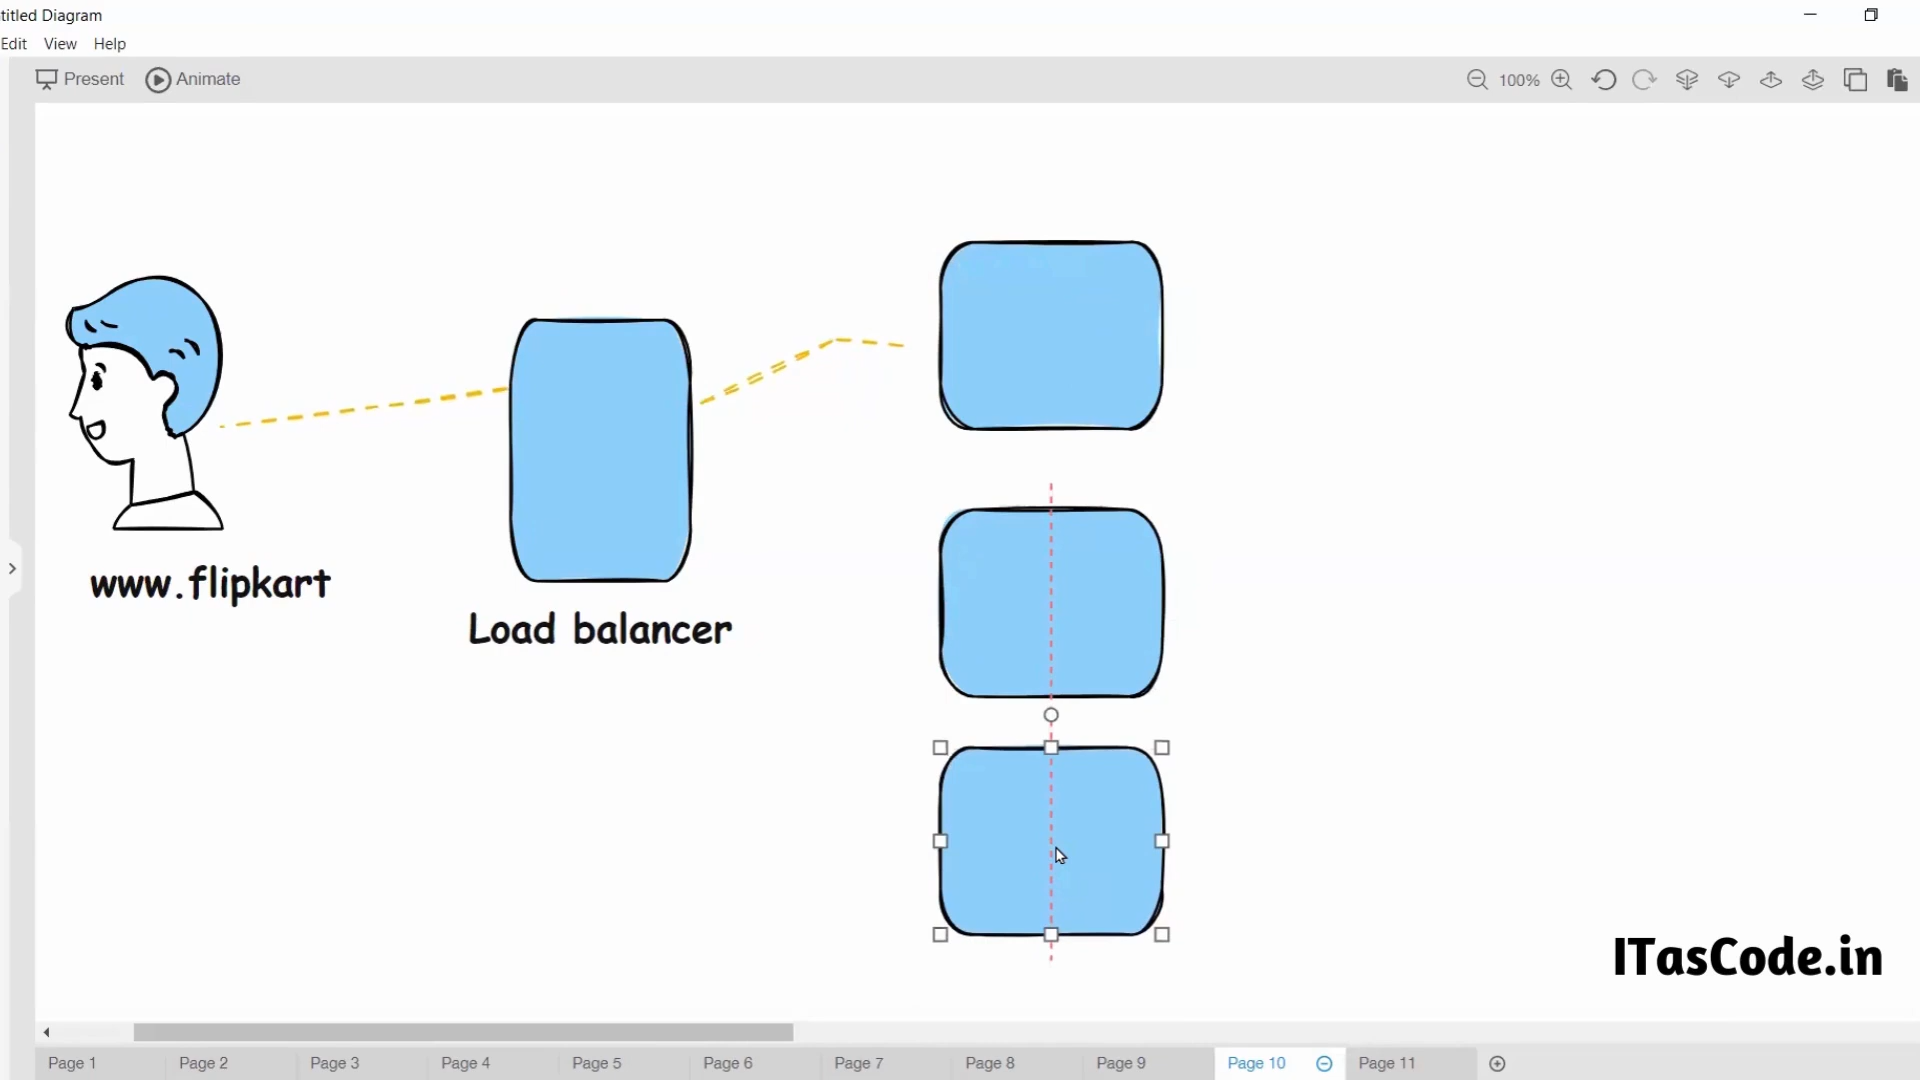 titled Diagram
Edit View Help
Present Animate 100%
www.flipkart
Load balancer
ITasCode.in
Page 1 Page 2 Page 3 Page 4 Page 5 Page 6 Page 7 Page 8 Page 9 Page 10 Page 11